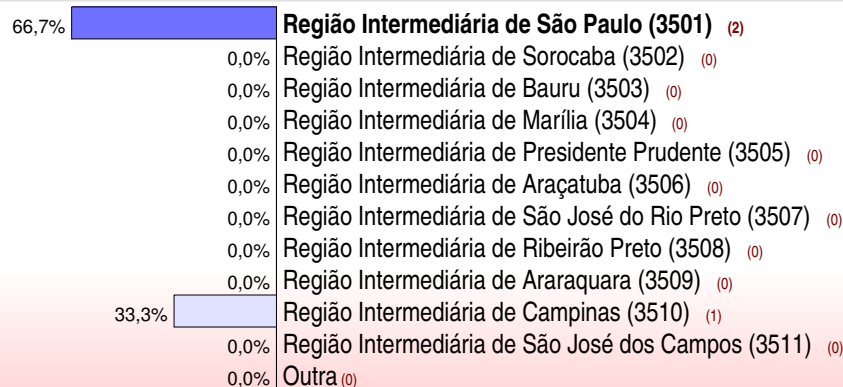 66,7% Região Intermediária de São Paulo (3501) (2)
0,0% Região Intermediária de Sorocaba (3502) (0)
0,0% Região Intermediária de Bauru (3503) (0)
0,0% Região Intermediária de Marília (3504) (0)
0,0% Região Intermediária de Presidente Prudente (3505) (0)
0,0% Região Intermediária de Araçatuba (3506) (0)
0,0% Região Intermediária de São José do Rio Preto (3507) (0)
0,0% Região Intermediária de Ribeirão Preto (3508) (0)
0,0% Região Intermediária de Araraquara (3509) (0)
33,3% Região Intermediária de Campinas (3510) (1)
0,0% Região Intermediária de São José dos Campos (3511) (0)
0,0% Outra (0)